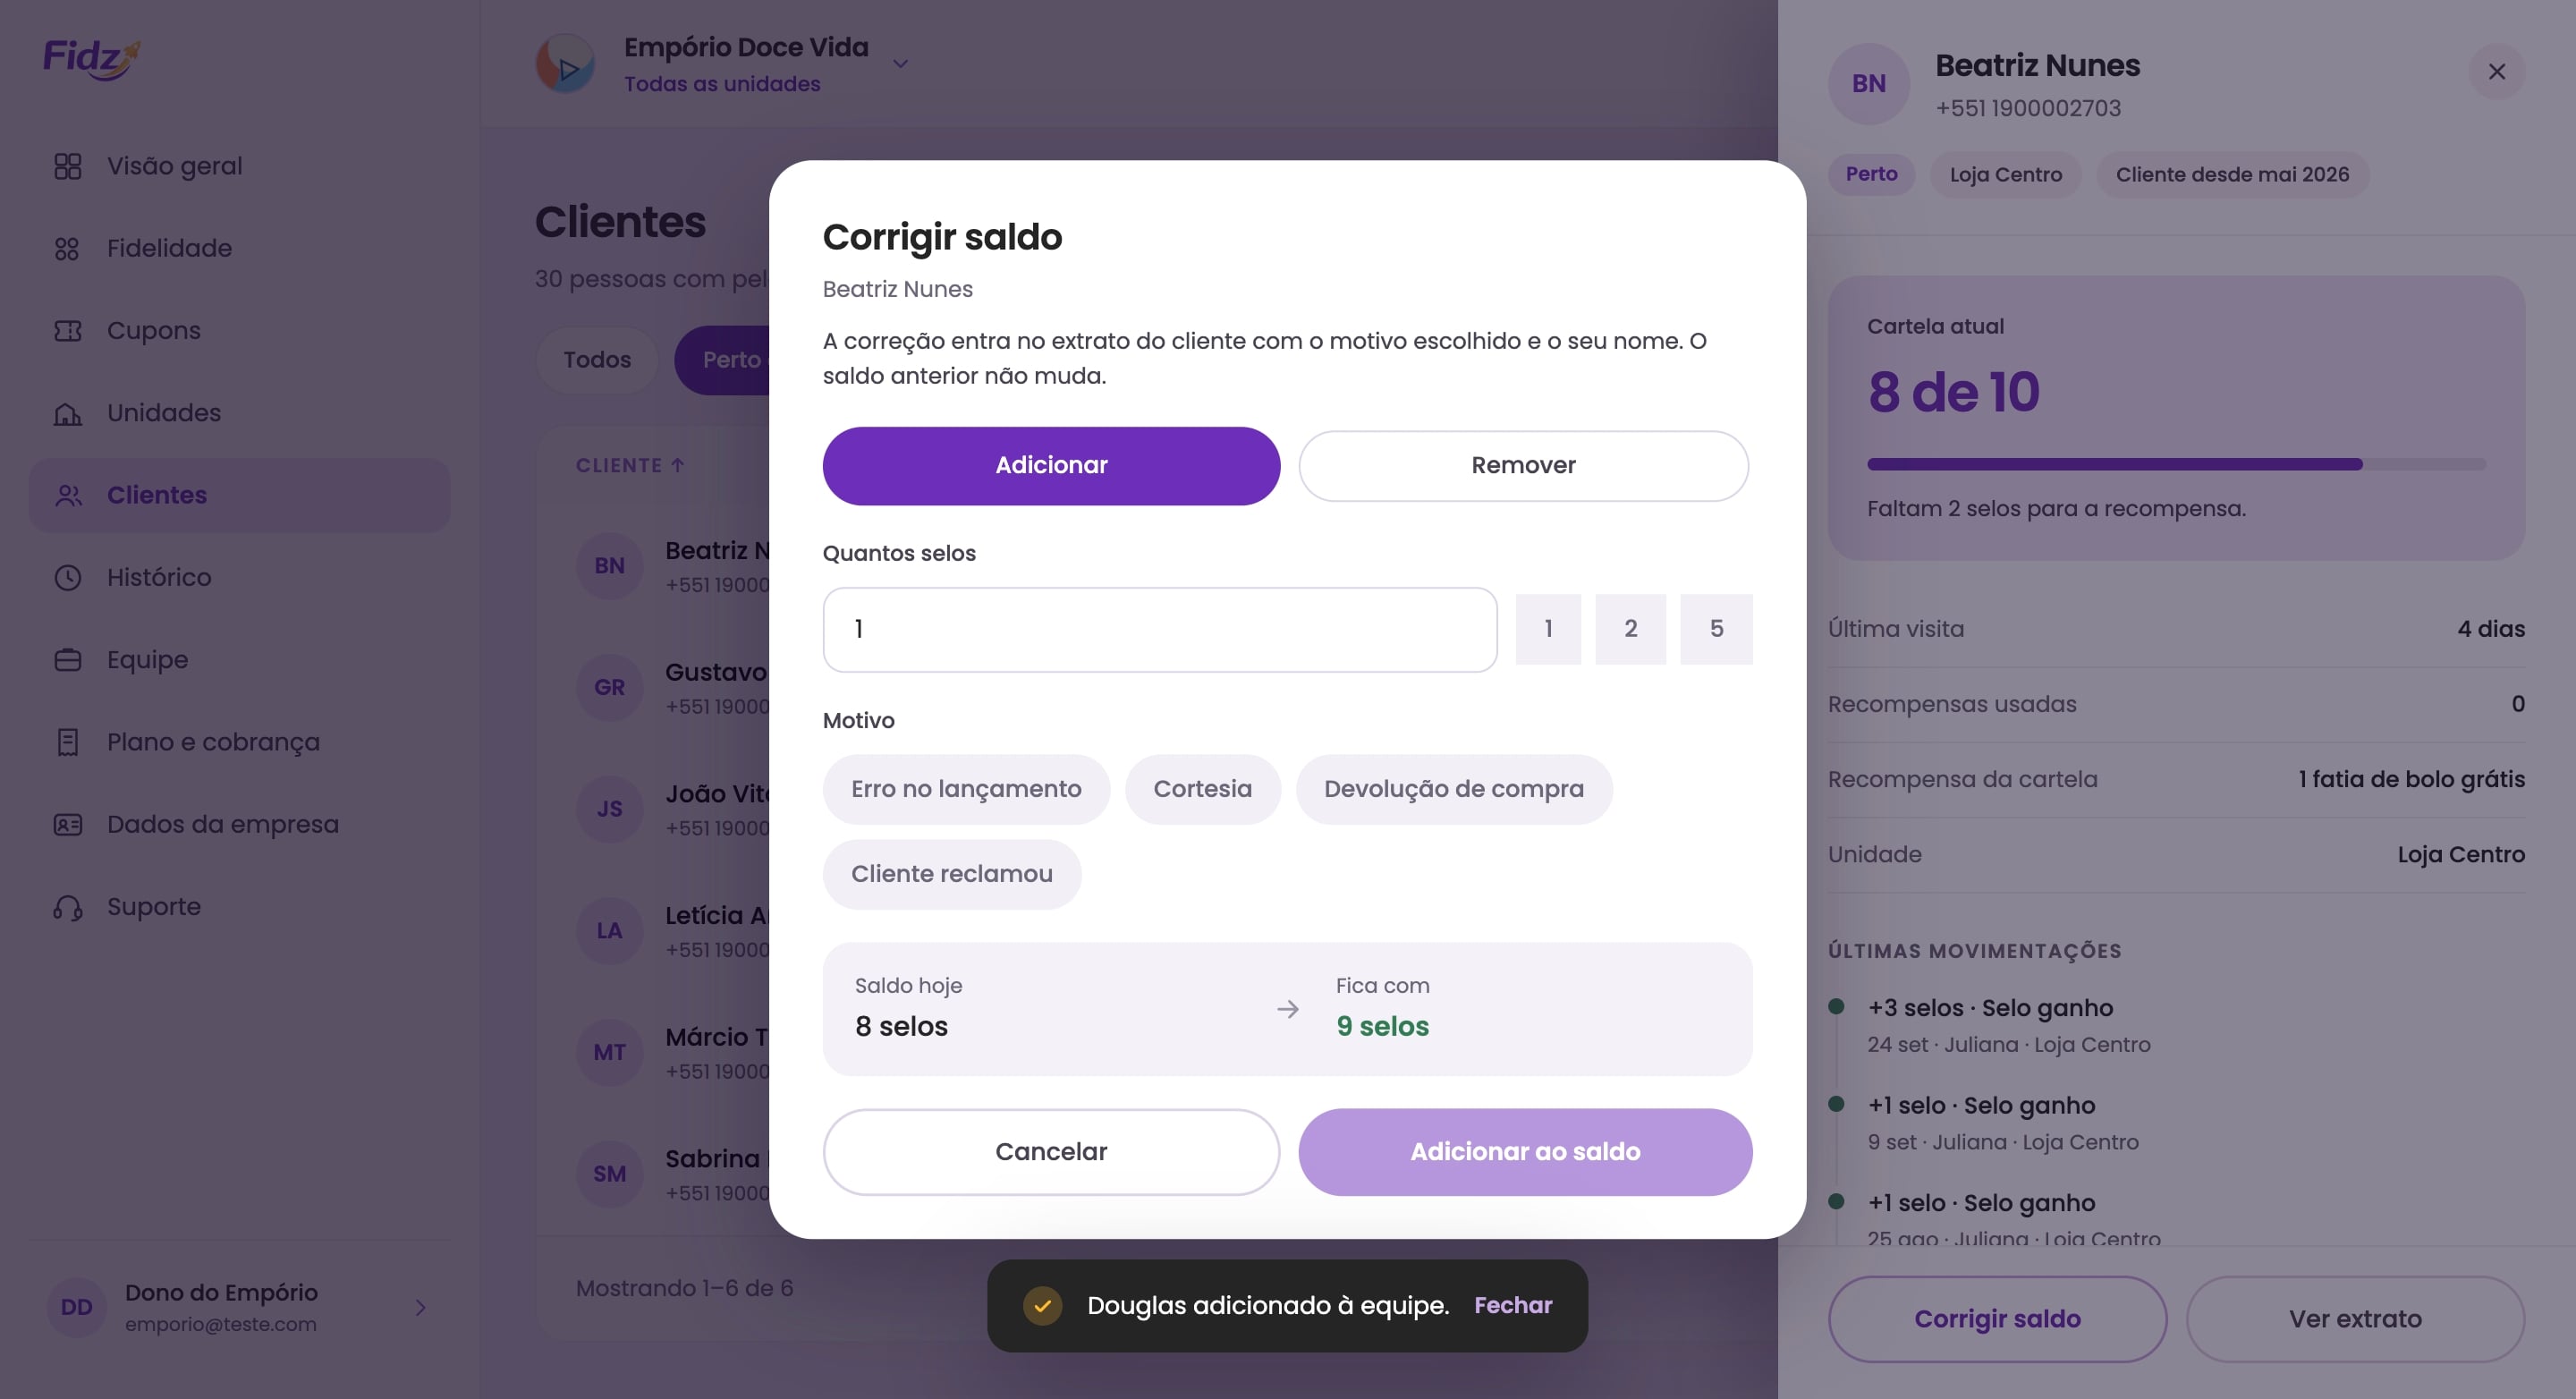 Fidz
Visão geral
Fidelidade
Cupons
Unidades
Clientes
Histórico
Equipe
Plano e cobrança
Dados da empresa
Suporte
DD
Dono do Empório
emporio@teste.com
Empório Doce Vida
Todas as unidades
Clientes
30 pessoas com pel
Todos
Perto
CLIENTE ↑
BN
Beatriz N
+551 19000
GR
Gustavo
+551 19000
JS
João Vit
+551 19000
LA
Letícia A
+551 19000
MT
Márcio T
+551 19000
SM
Sabrina
+551 19000
Mostrando 1–6 de 6
Corrigir saldo
Beatriz Nunes
A correção entra no extrato do cliente com o motivo escolhido e o seu nome. O
saldo anterior não muda.
Adicionar
Remover
Quantos selos
1
1 2 5
Motivo
Erro no lançamento
Cortesia
Devolução de compra
Cliente reclamou
Saldo hoje
8 selos
→
Fica com
9 selos
Cancelar
Adicionar ao saldo
Douglas adicionado à equipe.
Fechar
BN
Beatriz Nunes
+551 1900002703
Perto
Loja Centro
Cliente desde mai 2026
Cartela atual
8 de 10
Faltam 2 selos para a recompensa.
Última visita
4 dias
Recompensas usadas
0
Recompensa da cartela
1 fatia de bolo grátis
Unidade
Loja Centro
ÚLTIMAS MOVIMENTAÇÕES
+3 selos · Selo ganho
24 set · Juliana · Loja Centro
+1 selo · Selo ganho
9 set · Juliana · Loja Centro
+1 selo · Selo ganho
25 ago · Juliana · Loja Centro
Corrigir saldo
Ver extrato